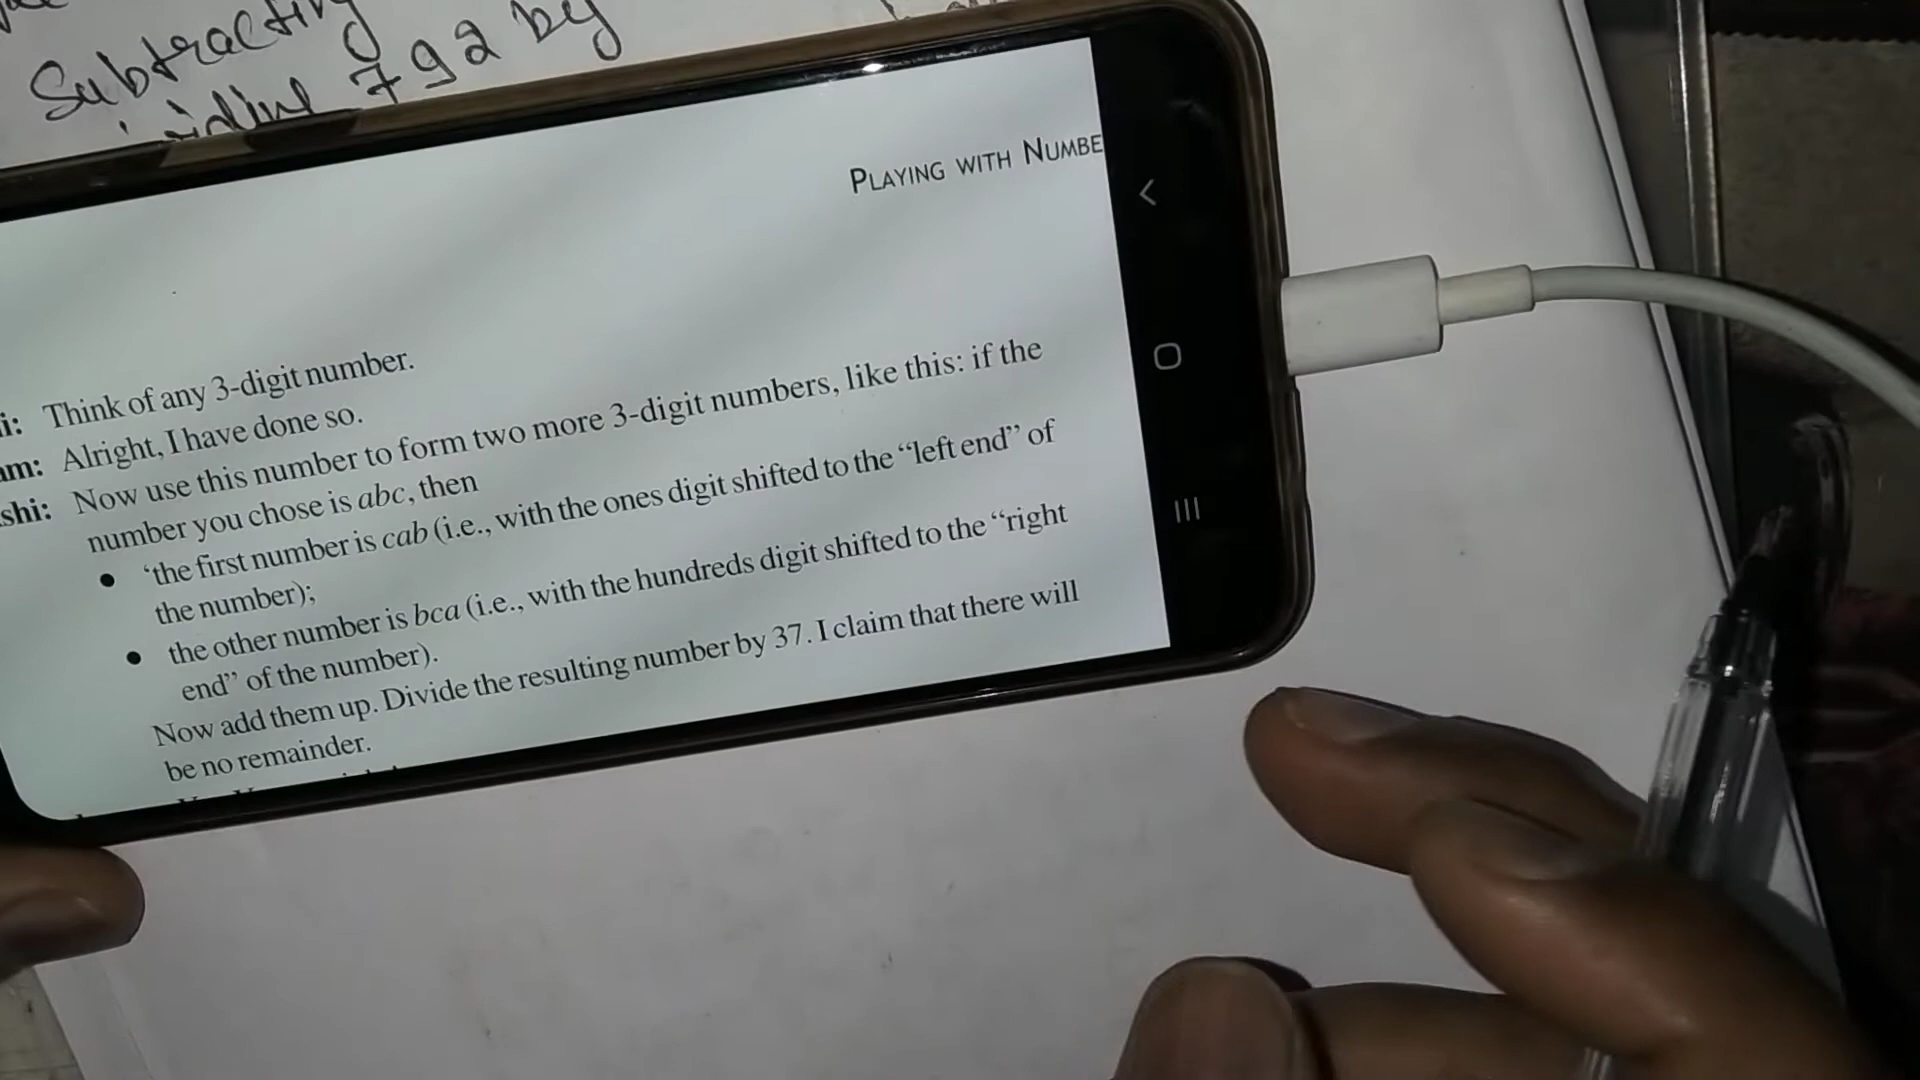 Subtracting
792 by
PLAYING WITH NUMBE
i: Think of any 3-digit number.
am: Alright, I have done so.
shi: Now use this number to form two more 3-digit numbers, like this: if the
number you chose is abc, then
• ‘the first number is cab (i.e., with the ones digit shifted to the “left end” of
the number);
• the other number is bca (i.e., with the hundreds digit shifted to the “right
end” of the number).
Now add them up. Divide the resulting number by 37. I claim that there will
be no remainder.